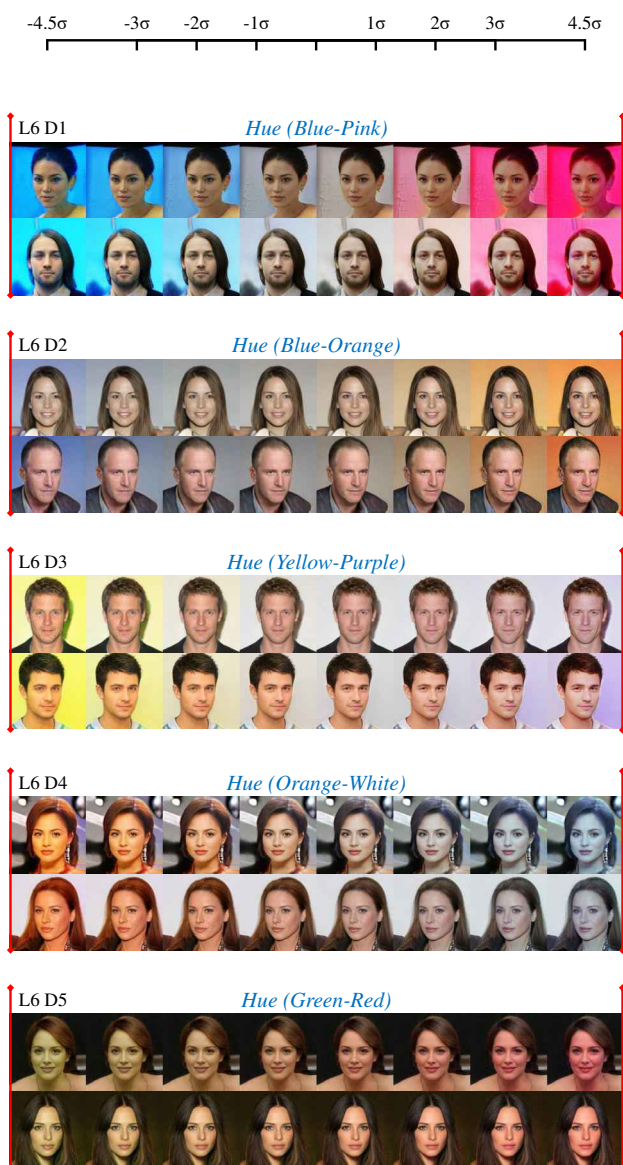 -4.5σ -3σ -2σ -1σ 1σ 2σ 3σ 4.5σ
L6 D1 Hue (Blue-Pink)
L6 D2 Hue (Blue-Orange)
L6 D3 Hue (Yellow-Purple)
L6 D4 Hue (Orange-White)
L6 D5 Hue (Green-Red)